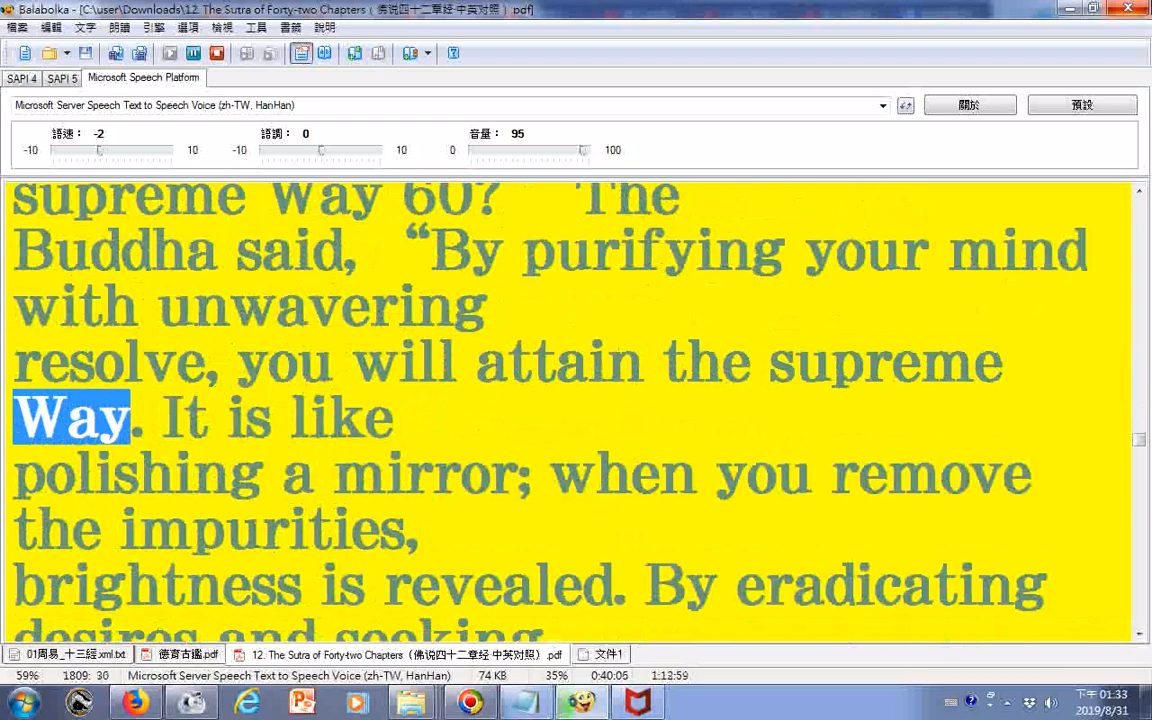 Balabolka - [C:\user\Downloads\12. The Sutra of Forty-two Chapters（佛说四十二章经·中英对照）.pdf]
檔案 編輯 文字 朗讀 引擎 選項 檢視 工具 書籤 說明
SAPI 4 SAPI 5 Microsoft Speech Platform
Microsoft Server Speech Text to Speech Voice (zh-TW, HanHan) 關於 預設
語速： -2 語調： 0 音量： 95
-10 10 -10 10 0 100
supreme Way 60? The
Buddha said, “By purifying your mind
with unwavering
resolve, you will attain the supreme
Way. It is like
polishing a mirror; when you remove
the impurities,
brightness is revealed. By eradicating
desires and seeking
01周易_十三經.xml.txt 德育古鑑.pdf 12. The Sutra of Forty-two Chapters（佛说四十二章经·中英对照）.pdf 文件1
59% 1809: 30 Microsoft Server Speech Text to Speech Voice (zh-TW, HanHan) 74 KB 35% 0:40:05 1:12:59
下午 01:33
2019/8/31